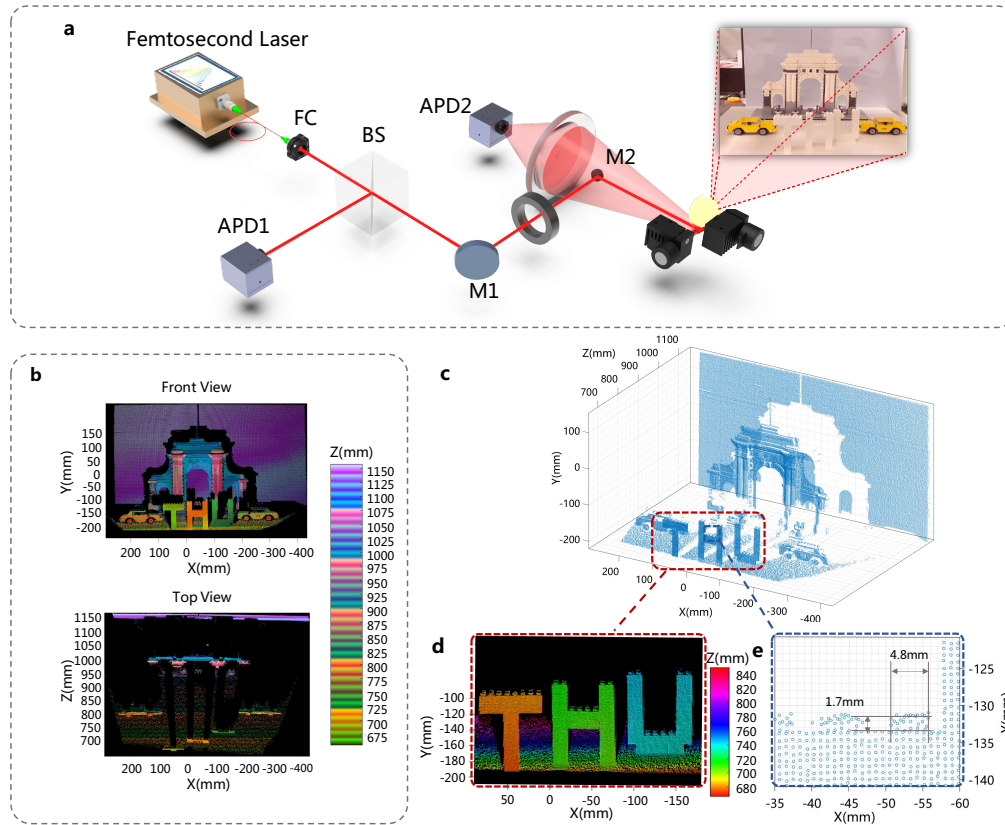 a
Femtosecond Laser
FC
BS
APD2
M2
APD1
M1
b
Front View
Y(mm)
150
100
50
0
-50
-100
-150
-200
200 100 0 -100 -200 -300 -400
X(mm)
Top View
Z(mm)
1150
1100
1050
1000
950
900
850
800
750
700
200 100 0 -100 -200 -300 -400
X(mm)
Z(mm)
1150
1125
1100
1075
1050
1025
1000
975
950
925
900
875
850
825
800
775
750
725
700
675
c
Z(mm)
1100
1000
900
800
700
Y(mm)
100
0
-100
-200
200
100
0
-100
-200
-300
-400
X(mm)
THU
d
Y(mm)
-100
-120
-140
-160
-180
-200
THU
50 0 -50 -100 -150
X(mm)
Z(mm)
840
820
800
780
760
740
720
700
680
e
4.8mm
1.7mm
-125
-130
-135
-140
Y(mm)
-35 -40 -45 -50 -55 -60
X(mm)